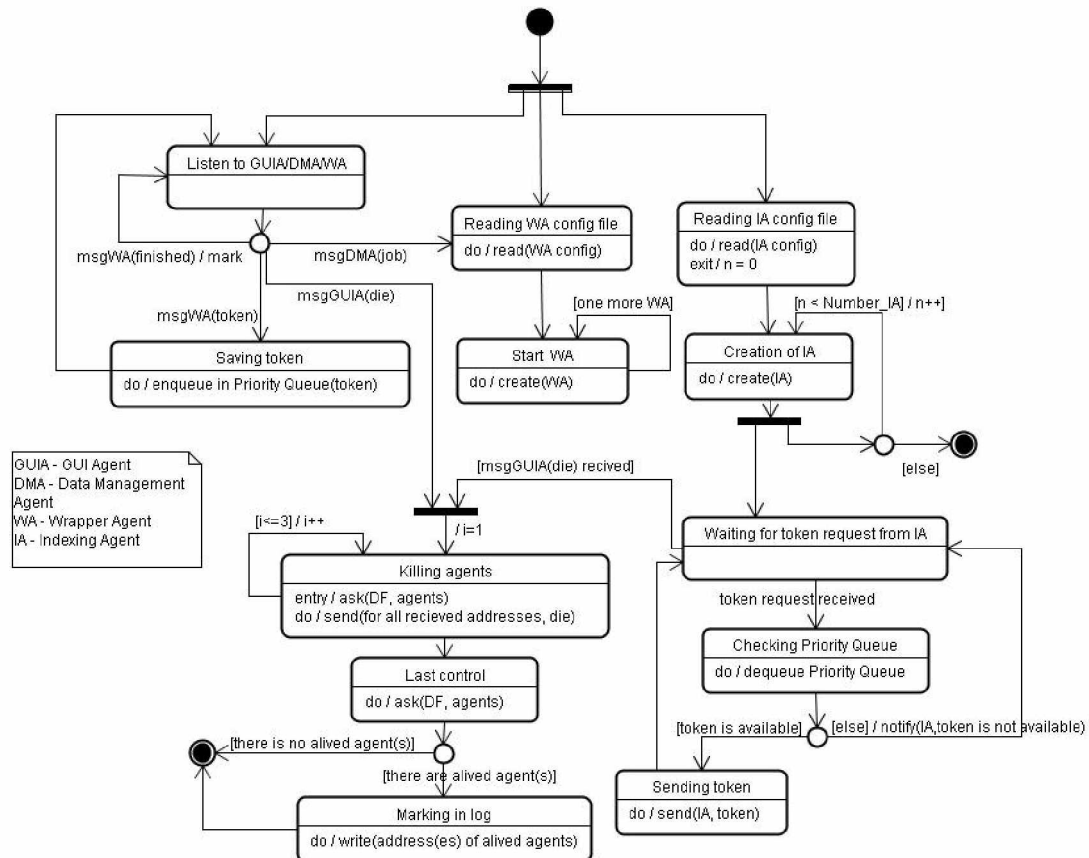 Listen to GUIA/DMA/WA
msgWA(finished) / mark
msgDMA(job)
msgGUIA(die)
msgWA(token)
Saving token
do / enqueue in Priority Queue(token)
Reading WA config file
do / read(WA config)
[one more WA]
Start WA
do / create(WA)
Reading IA config file
do / read(IA config)
exit / n = 0
[n < Number_IA] / n++]
Creation of IA
do / create(IA)
[else]
GUIA - GUI Agent
DMA - Data Management
Agent
WA - Wrapper Agent
IA - Indexing Agent
[msgGUIA(die) recived]
/ i=1
[i<=3] / i++
Killing agents
entry / ask(DF, agents)
do / send(for all recieved addresses, die)
Last control
do / ask(DF, agents)
[there is no alived agent(s)]
[there are alived agent(s)]
Marking in log
do / write(address(es) of alived agents)
Waiting for token request from IA
token request received
Checking Priority Queue
do / dequeue Priority Queue
[token is available]
[else] / notify(IA,token is not available)
Sending token
do / send(IA, token)